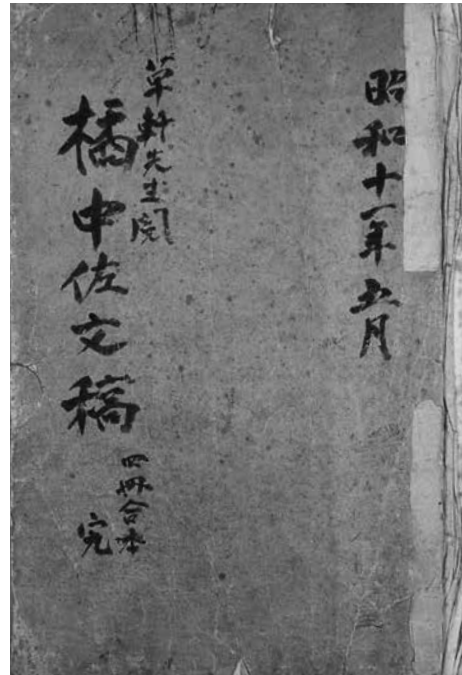 昭和十一年五月
草軒先生閲
橘中佐文稿
四冊合本
完